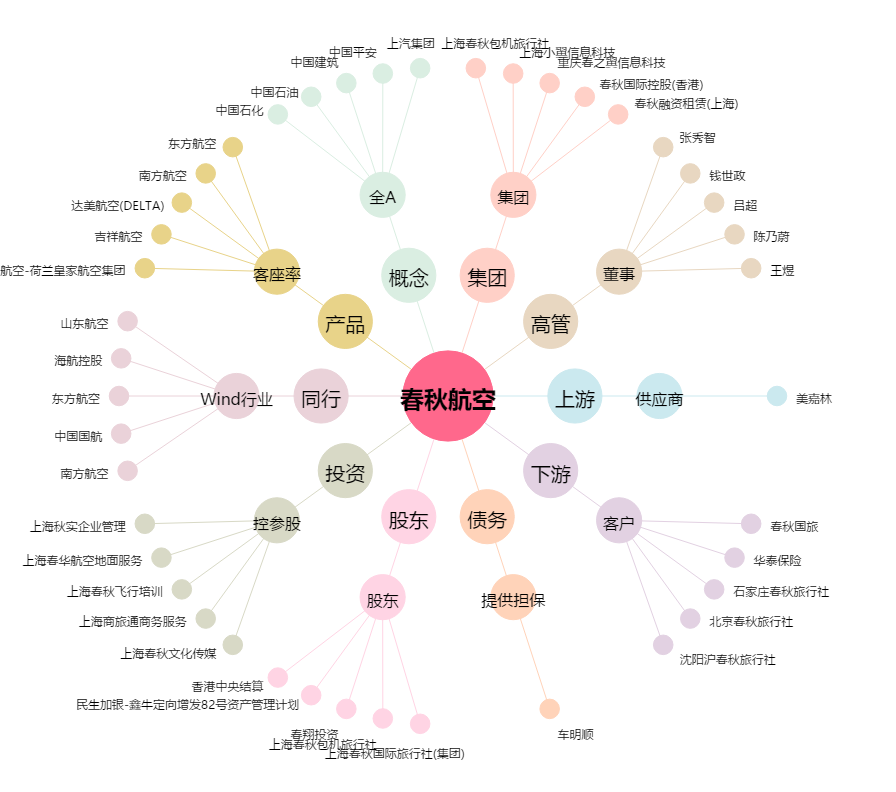 上汽集团
上海春秋包机旅行社
中国平安
上海小翼信息科技
中国建筑
重庆春之翼信息科技
中国石油
春秋国际控股(香港)
中国石化
春秋融资租赁(上海)
东方航空
张秀智
南方航空
钱世政
全A
集团
达美航空(DELTA)
吕超
吉祥航空
陈乃蔚
航空-荷兰皇家航空集团
客座率
概念
集团
董事
王煜
山东航空
产品
高管
海航控股
东方航空
Wind行业
同行
春秋航空
上游
供应商
美嘉林
中国国航
南方航空
投资
下游
上海秋实企业管理
控参股
股东
债务
客户
春秋国旅
上海春华航空地面服务
华泰保险
上海春秋飞行培训
石家庄春秋旅行社
股东
提供担保
上海商旅通商务服务
北京春秋旅行社
上海春秋文化传媒
沈阳沪春秋旅行社
香港中央结算
民生加银-鑫牛定向增发82号资产管理计划
春翔投资
车明顺
上海春秋包机旅行社
上海春秋国际旅行社(集团)